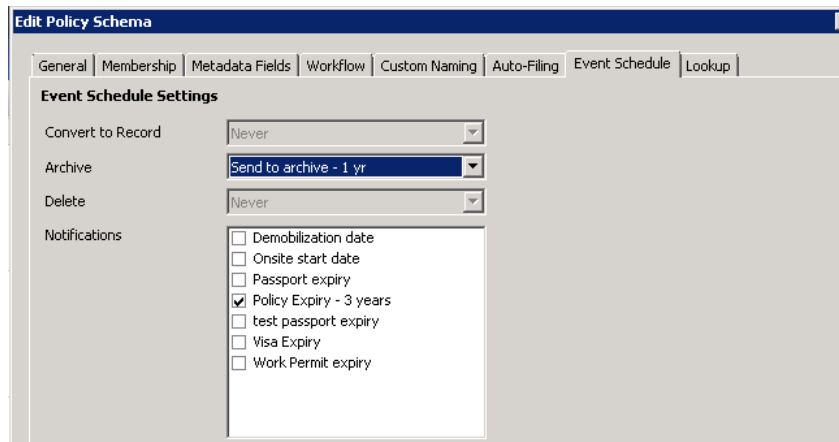 Edit Policy Schema
General Membership Metadata Fields Workflow Custom Naming Auto-Filing Event Schedule Lookup
Event Schedule Settings
Convert to Record Never
Archive Send to archive - 1 yr
Delete Never
Notifications Demobilization date
Onsite start date
Passport expiry
Policy Expiry - 3 years
test passport expiry
Visa Expiry
Work Permit expiry